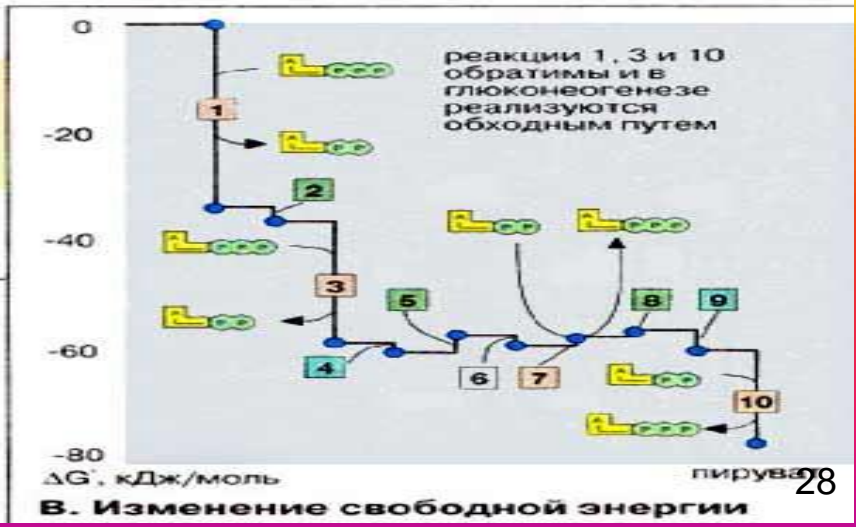 0
реакции 1, 3 и 10
обратимы и в
глюконеогенезе
реализуются
обходным путем
А
Р Р Р
1
-20
А
Р Р
2
-40
А
Р Р Р
А
Р Р
А
Р Р Р
3
5
8
9
А
Р Р
-60
4
6
7
А
Р Р
10
А
Р Р Р
-80
ΔG', кДж/моль
пируват
28
В. Изменение свободной энергии